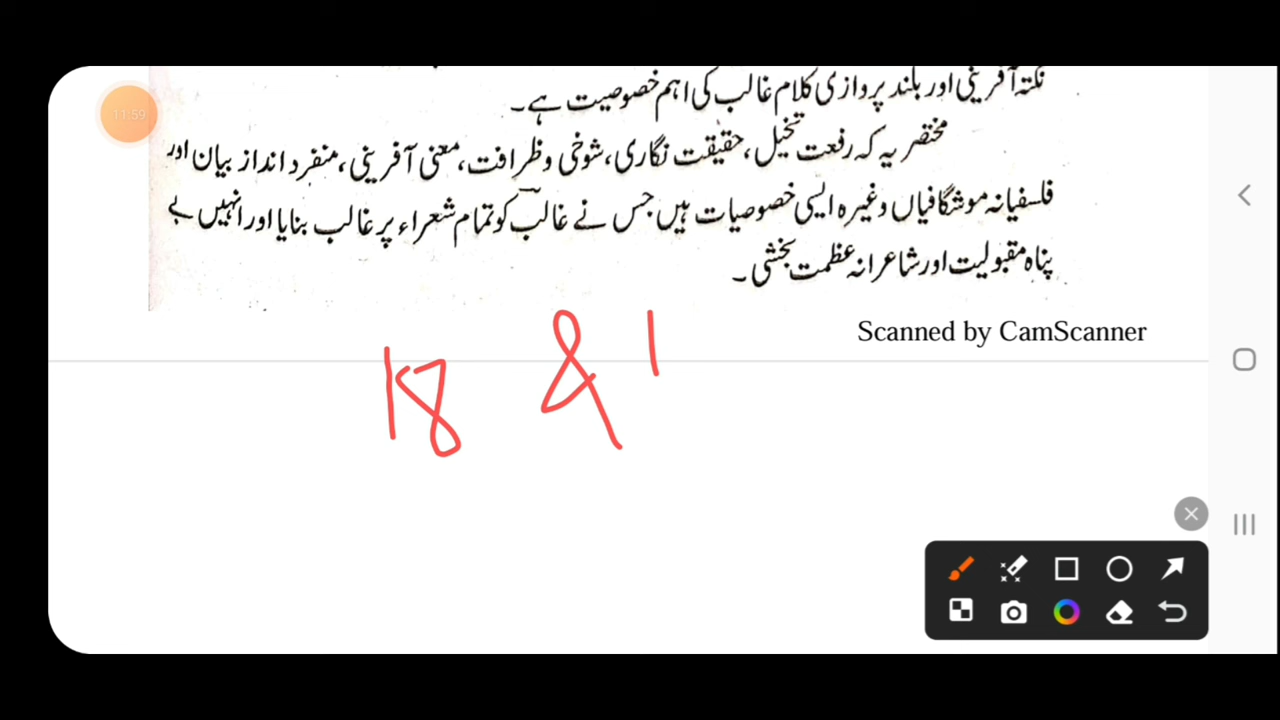 نکتہ آفرینی اور بلند پروازی کلام غالب کی اہم خصوصیت ہے۔
مختصر یہ کہ رفعت تخیل، حقیقت نگاری، شوخی و ظرافت، معنی آفرینی، منفرد انداز بیان اور
فلسفیانہ موشگافیاں وغیرہ ایسی خصوصیات ہیں جس نے غالب کو تمام شعراء پر غالب بنایا اور انہیں بے
پناہ مقبولیت اور شاعرانہ عظمت بخشی۔
Scanned by CamScanner
18 & 1
11:59